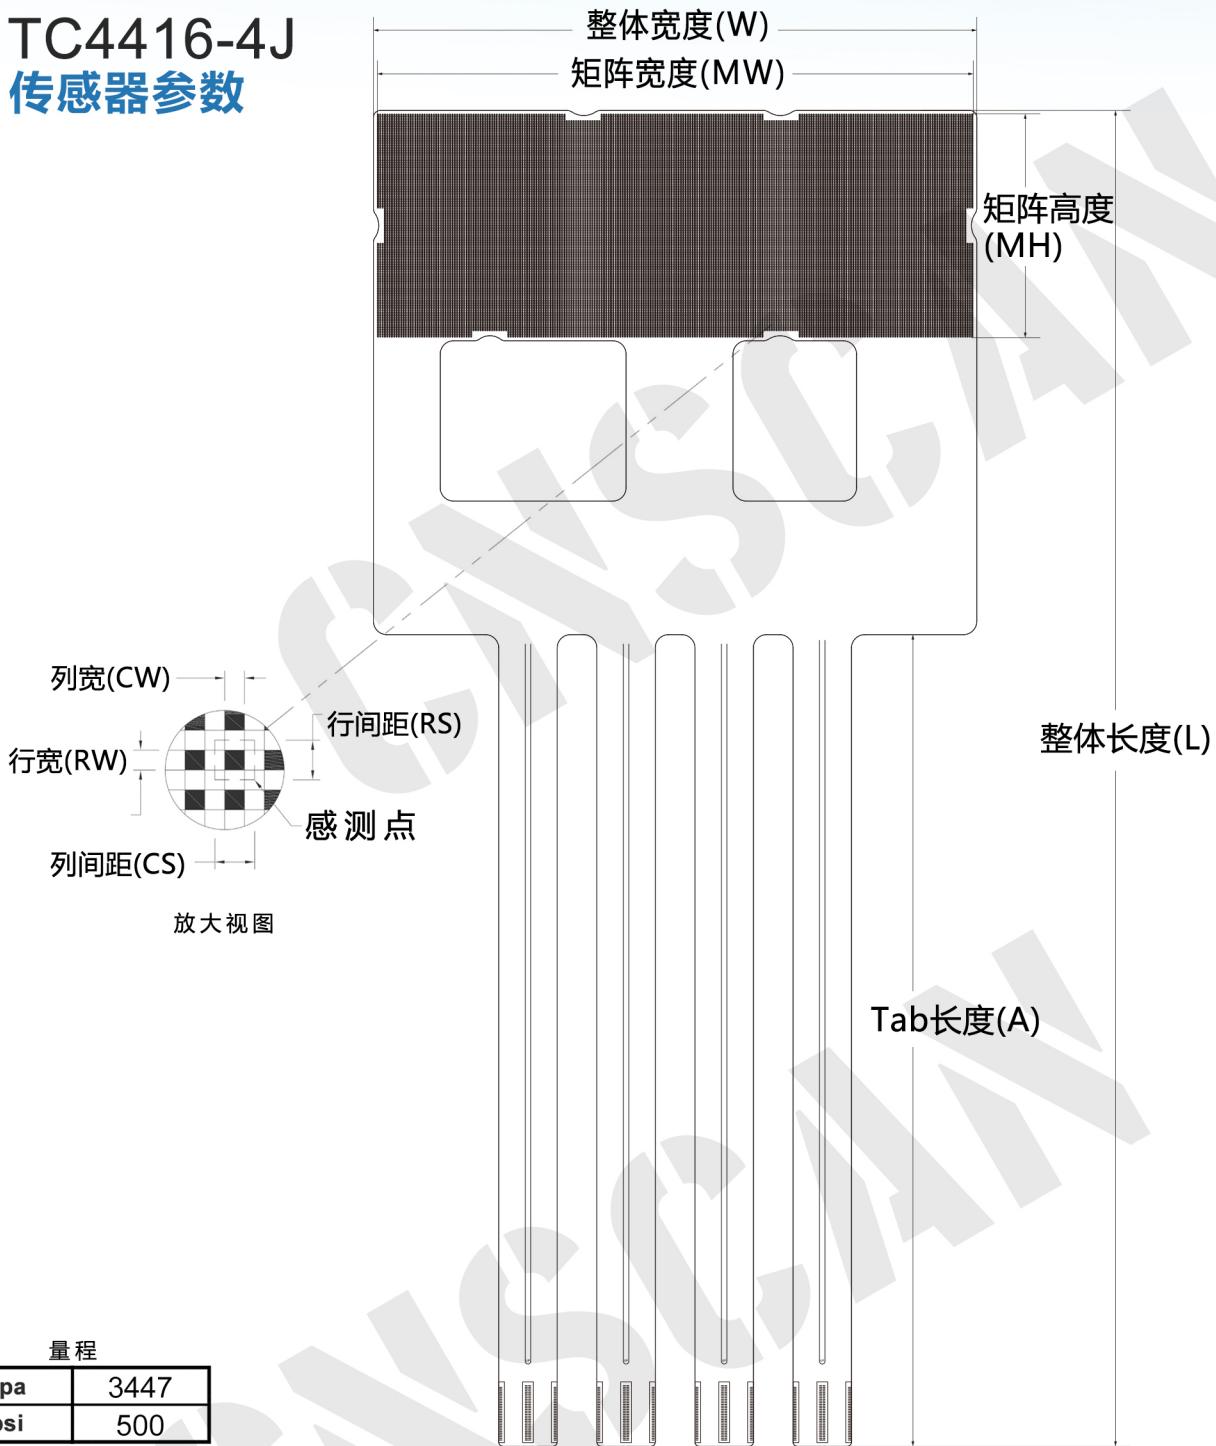 TC4416-4J
传感器参数
整体宽度(W)
矩阵宽度(MW)
矩阵高度
(MH)
列宽(CW)
行间距(RS)
行宽(RW)
感测点
列间距(CS)
放大视图
整体长度(L)
Tab长度(A)
量程
pa 3447
psi 500
CNSCAN
CNSCAN